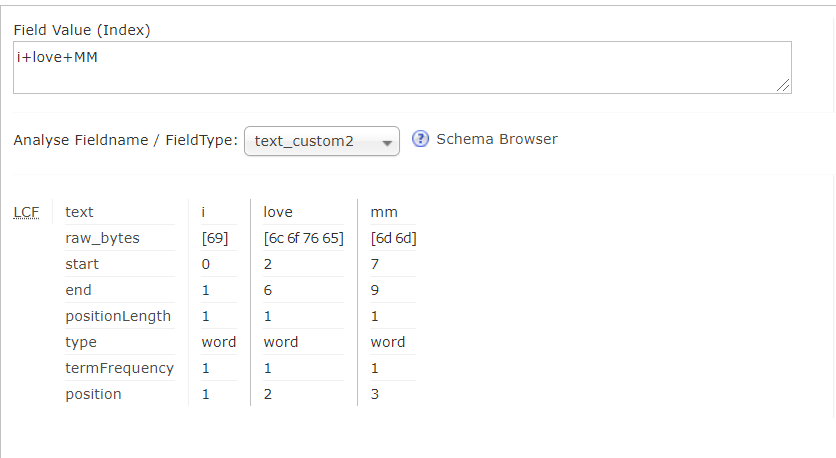 Field Value (Index)
i+love+MM
Analyse Fieldname / FieldType: text_custom2 ? Schema Browser
LCF text i love mm
raw_bytes [69] [6c 6f 76 65] [6d 6d]
start 0 2 7
end 1 6 9
positionLength 1 1 1
type word word word
termFrequency 1 1 1
position 1 2 3